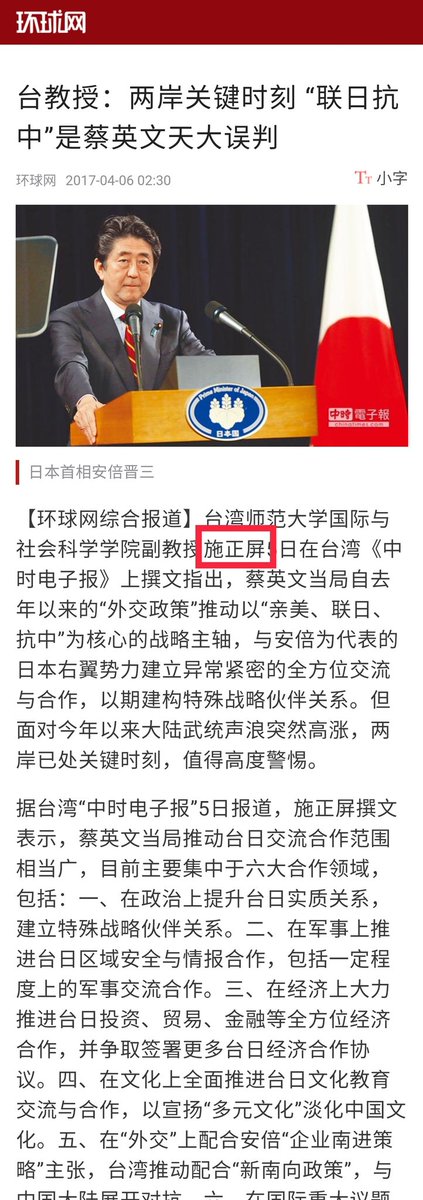 环球网
台教授：两岸关键时刻 “联日抗
中”是蔡英文天大误判
环球网 2017-04-06 02:30
TT 小字
Prime Minister of Japan
日本国
中時電子報
chinatimes.com
日本首相安倍晋三
【环球网综合报道】台湾师范大学国际与
社会科学学院副教授施正屏5日在台湾《中
时电子报》上撰文指出，蔡英文当局自去
年以来的“外交政策”推动以“亲美、联日、
抗中”为核心的战略主轴，与安倍为代表的
日本右翼势力建立异常紧密的全方位交流
与合作，以期建构特殊战略伙伴关系。但
面对今年以来大陆武统声浪突然高涨，两
岸已处关键时刻，值得高度警惕。
据台湾“中时电子报”5日报道，施正屏撰文
表示，蔡英文当局推动台日交流合作范围
相当广，目前主要集中于六大合作领域，
包括：一、在政治上提升台日实质关系，
建立特殊战略伙伴关系。二、在军事上推
进台日区域安全与情报合作，包括一定程
度上的军事交流合作。三、在经济上大力
推进台日投资、贸易、金融等全方位经济
合作，并争取签署更多台日经济合作协
议。四、在文化上全面推进台日文化教育
交流与合作，以宣扬“多元文化”淡化中国文
化。五、在“外交”上配合安倍“企业南进策
略”主张，台湾推动配合“新南向政策”，与
中国大陆展开对抗。六、在国际重大议题